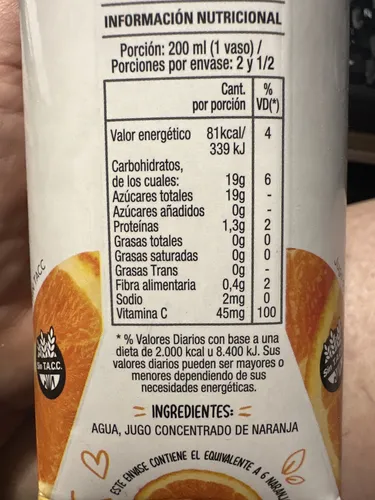 INFORMACIÓN NUTRICIONAL
Porción: 200 ml (1 vaso) /
Porciones por envase: 2 y 1/2
Cant. por porción %VD(*)
Valor energético 81kcal/ 4
339 kJ
Carbohidratos,
de los cuales: 19g 6
Azúcares totales 19g -
Azúcares añadidos 0g -
Proteínas 1,3g 2
Grasas totales 0g 0
Grasas saturadas 0g 0
Grasas Trans 0g -
Fibra alimentaria 0,4g 2
Sodio 2mg 0
Vitamina C 45mg 100
* % Valores Diarios con base a una
dieta de 2.000 kcal u 8.400 kJ. Sus
valores diarios pueden ser mayores o
menores dependiendo de sus
necesidades energéticas.
INGREDIENTES:
AGUA, JUGO CONCENTRADO DE NARANJA
ESTE ENVASE CONTIENE EL EQUIVALENTE A 6 NARANJ
Sin T.A.C.C.
TACC
Sin